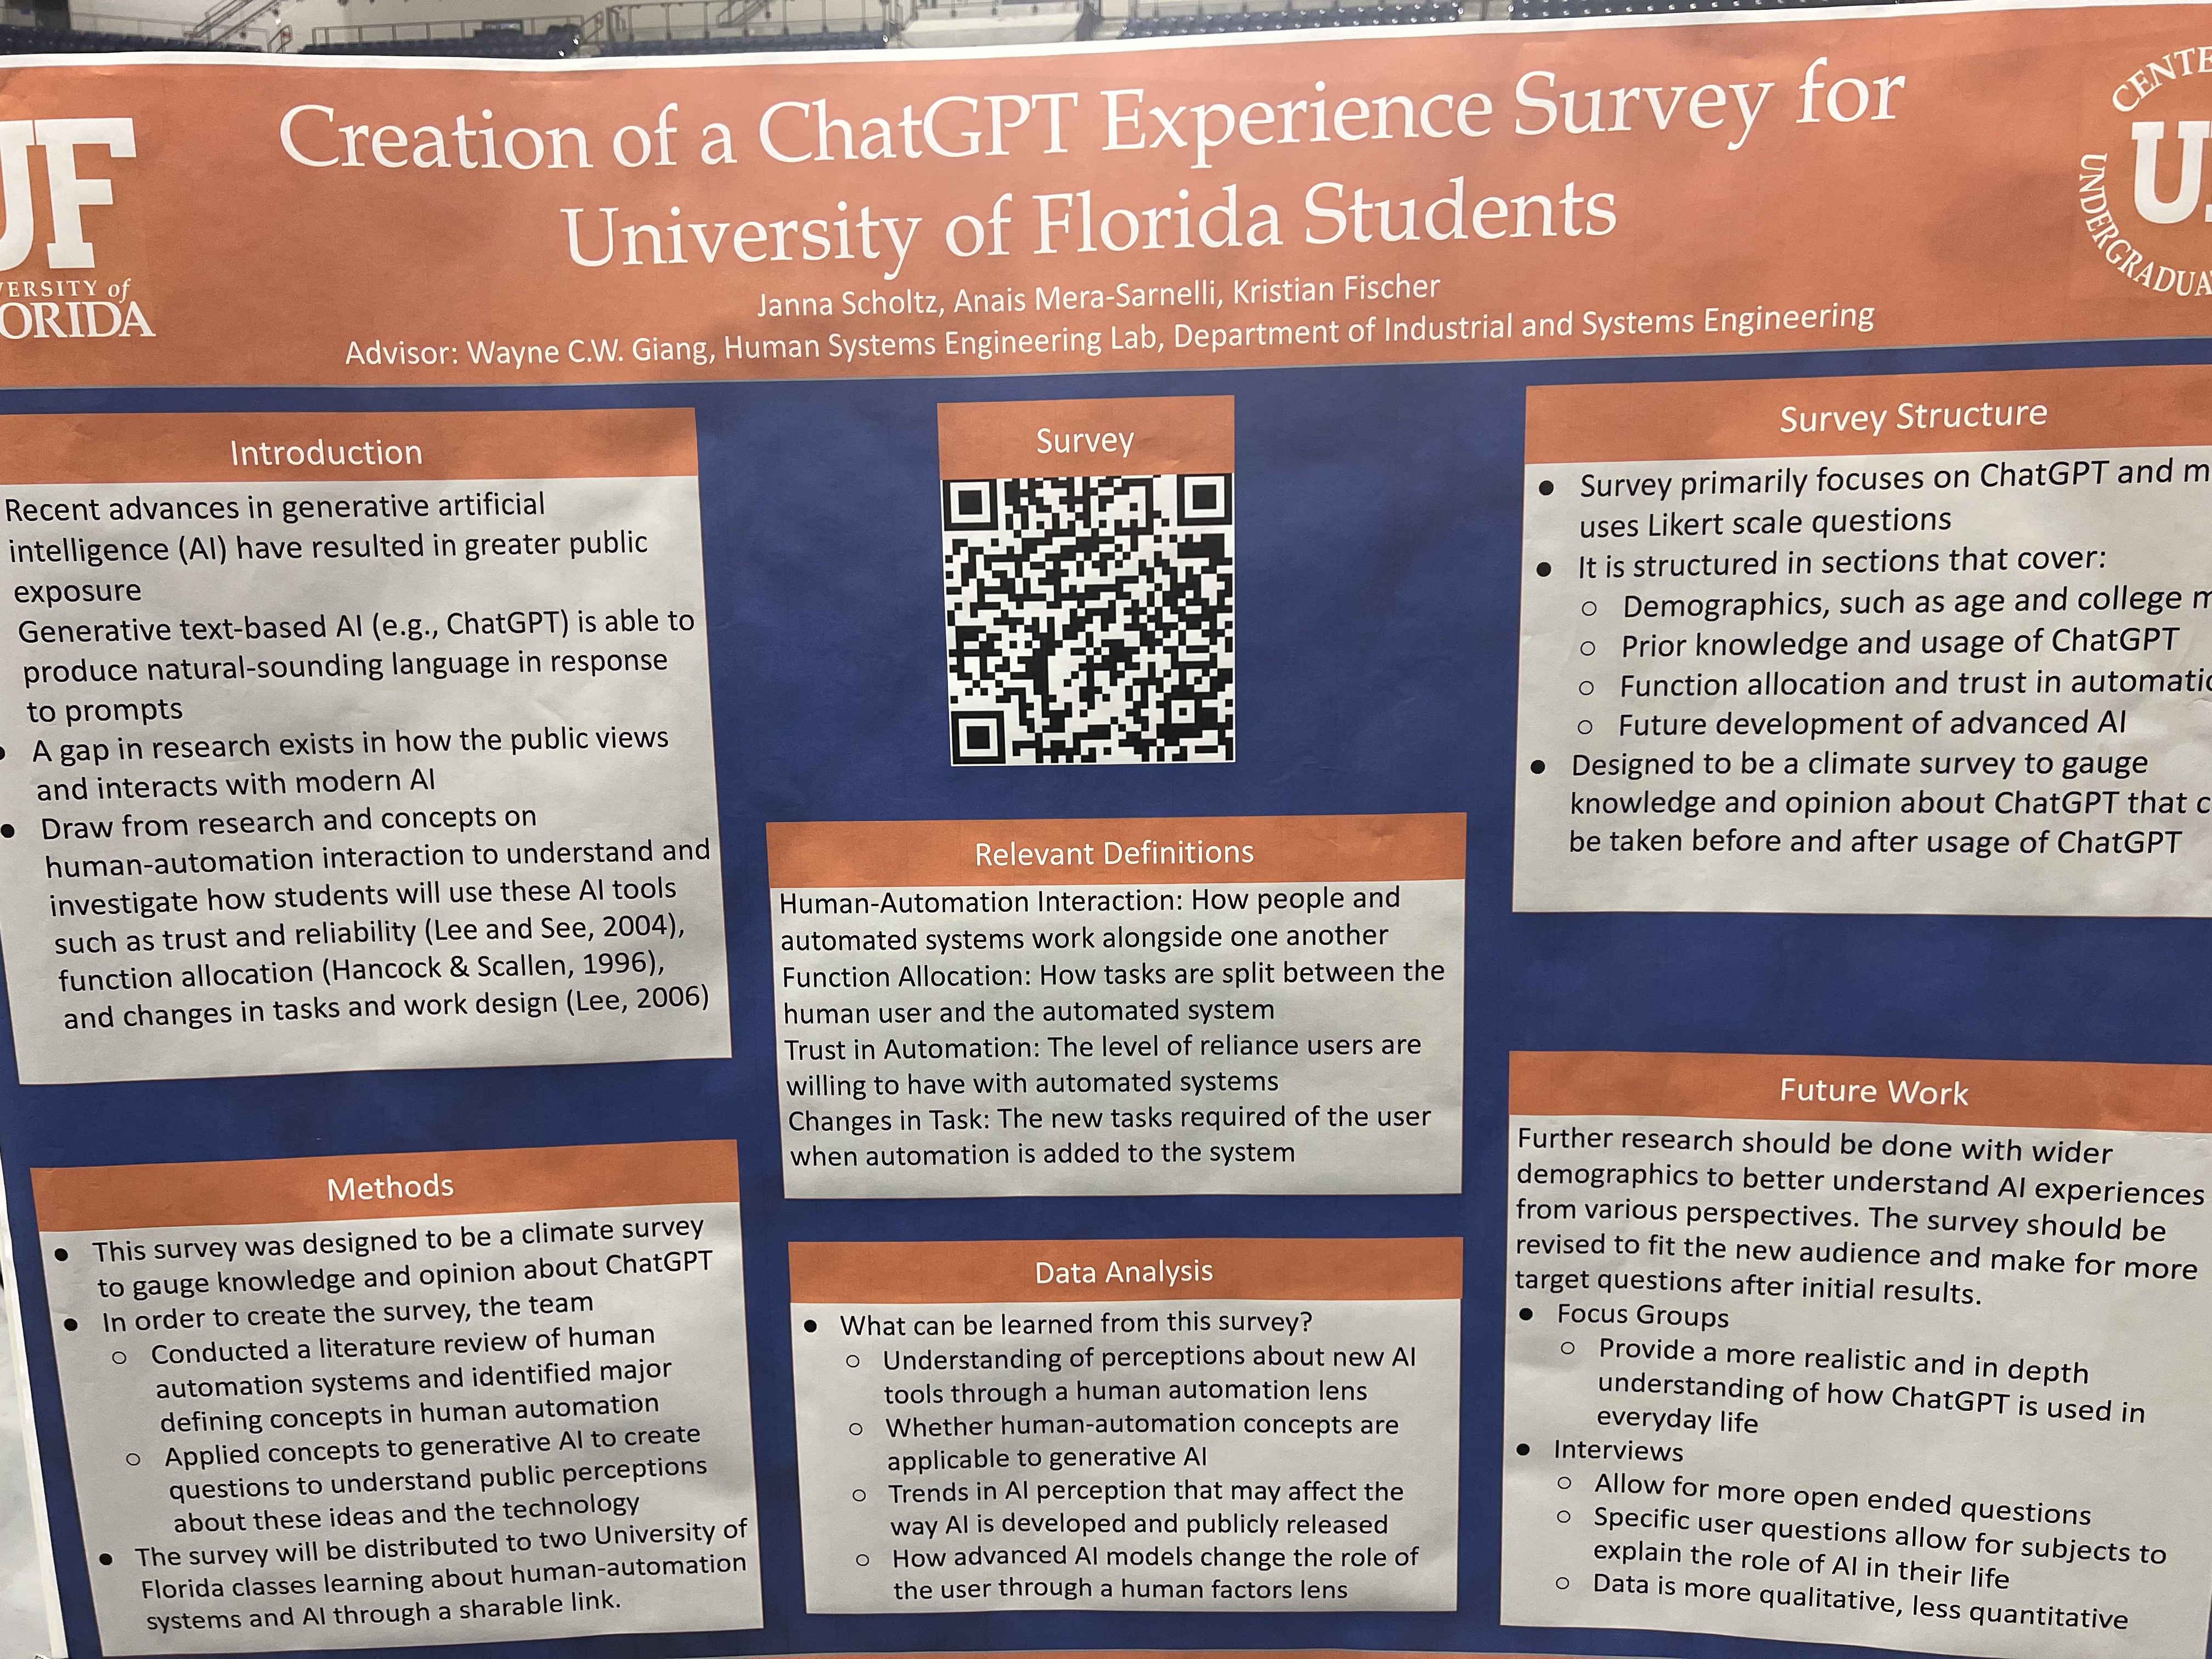 Creation of a ChatGPT Experience Survey for
University of Florida Students
Janna Scholtz, Anais Mera-Sarnelli, Kristian Fischer
Advisor: Wayne C.W. Giang, Human Systems Engineering Lab, Department of Industrial and Systems Engineering
UF
ERSITY of
ORIDA
CENTE
U
UNDERGRADUA
Introduction
Recent advances in generative artificial
intelligence (AI) have resulted in greater public
exposure
Generative text-based AI (e.g., ChatGPT) is able to
produce natural-sounding language in response
to prompts
● A gap in research exists in how the public views
and interacts with modern AI
● Draw from research and concepts on
human-automation interaction to understand and
investigate how students will use these AI tools
such as trust and reliability (Lee and See, 2004),
function allocation (Hancock & Scallen, 1996),
and changes in tasks and work design (Lee, 2006)
Methods
● This survey was designed to be a climate survey
to gauge knowledge and opinion about ChatGPT
● In order to create the survey, the team
○ Conducted a literature review of human
automation systems and identified major
defining concepts in human automation
○ Applied concepts to generative AI to create
questions to understand public perceptions
about these ideas and the technology
● The survey will be distributed to two University of
Florida classes learning about human-automation
systems and AI through a sharable link.
Survey
Relevant Definitions
Human-Automation Interaction: How people and
automated systems work alongside one another
Function Allocation: How tasks are split between the
human user and the automated system
Trust in Automation: The level of reliance users are
willing to have with automated systems
Changes in Task: The new tasks required of the user
when automation is added to the system
Data Analysis
● What can be learned from this survey?
○ Understanding of perceptions about new AI
tools through a human automation lens
○ Whether human-automation concepts are
applicable to generative AI
○ Trends in AI perception that may affect the
way AI is developed and publicly released
○ How advanced AI models change the role of
the user through a human factors lens
Survey Structure
● Survey primarily focuses on ChatGPT and m
uses Likert scale questions
● It is structured in sections that cover:
○ Demographics, such as age and college m
○ Prior knowledge and usage of ChatGPT
○ Function allocation and trust in automatic
○ Future development of advanced AI
● Designed to be a climate survey to gauge
knowledge and opinion about ChatGPT that c
be taken before and after usage of ChatGPT
Future Work
Further research should be done with wider
demographics to better understand AI experiences
from various perspectives. The survey should be
revised to fit the new audience and make for more
target questions after initial results.
● Focus Groups
○ Provide a more realistic and in depth
understanding of how ChatGPT is used in
everyday life
● Interviews
○ Allow for more open ended questions
○ Specific user questions allow for subjects to
explain the role of AI in their life
○ Data is more qualitative, less quantitative